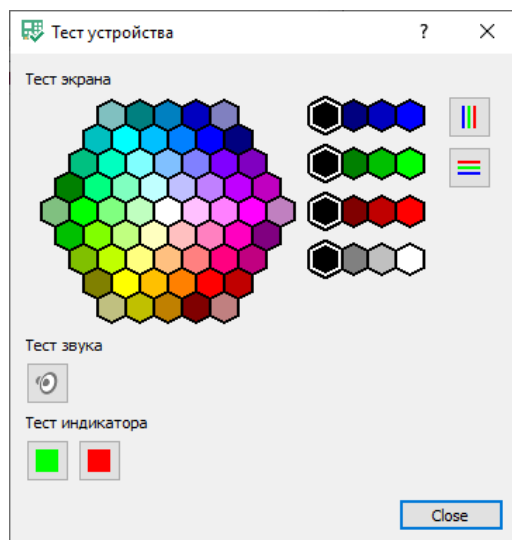 Тест устройства
?
Тест экрана
Тест звука
Тест индикатора
Close